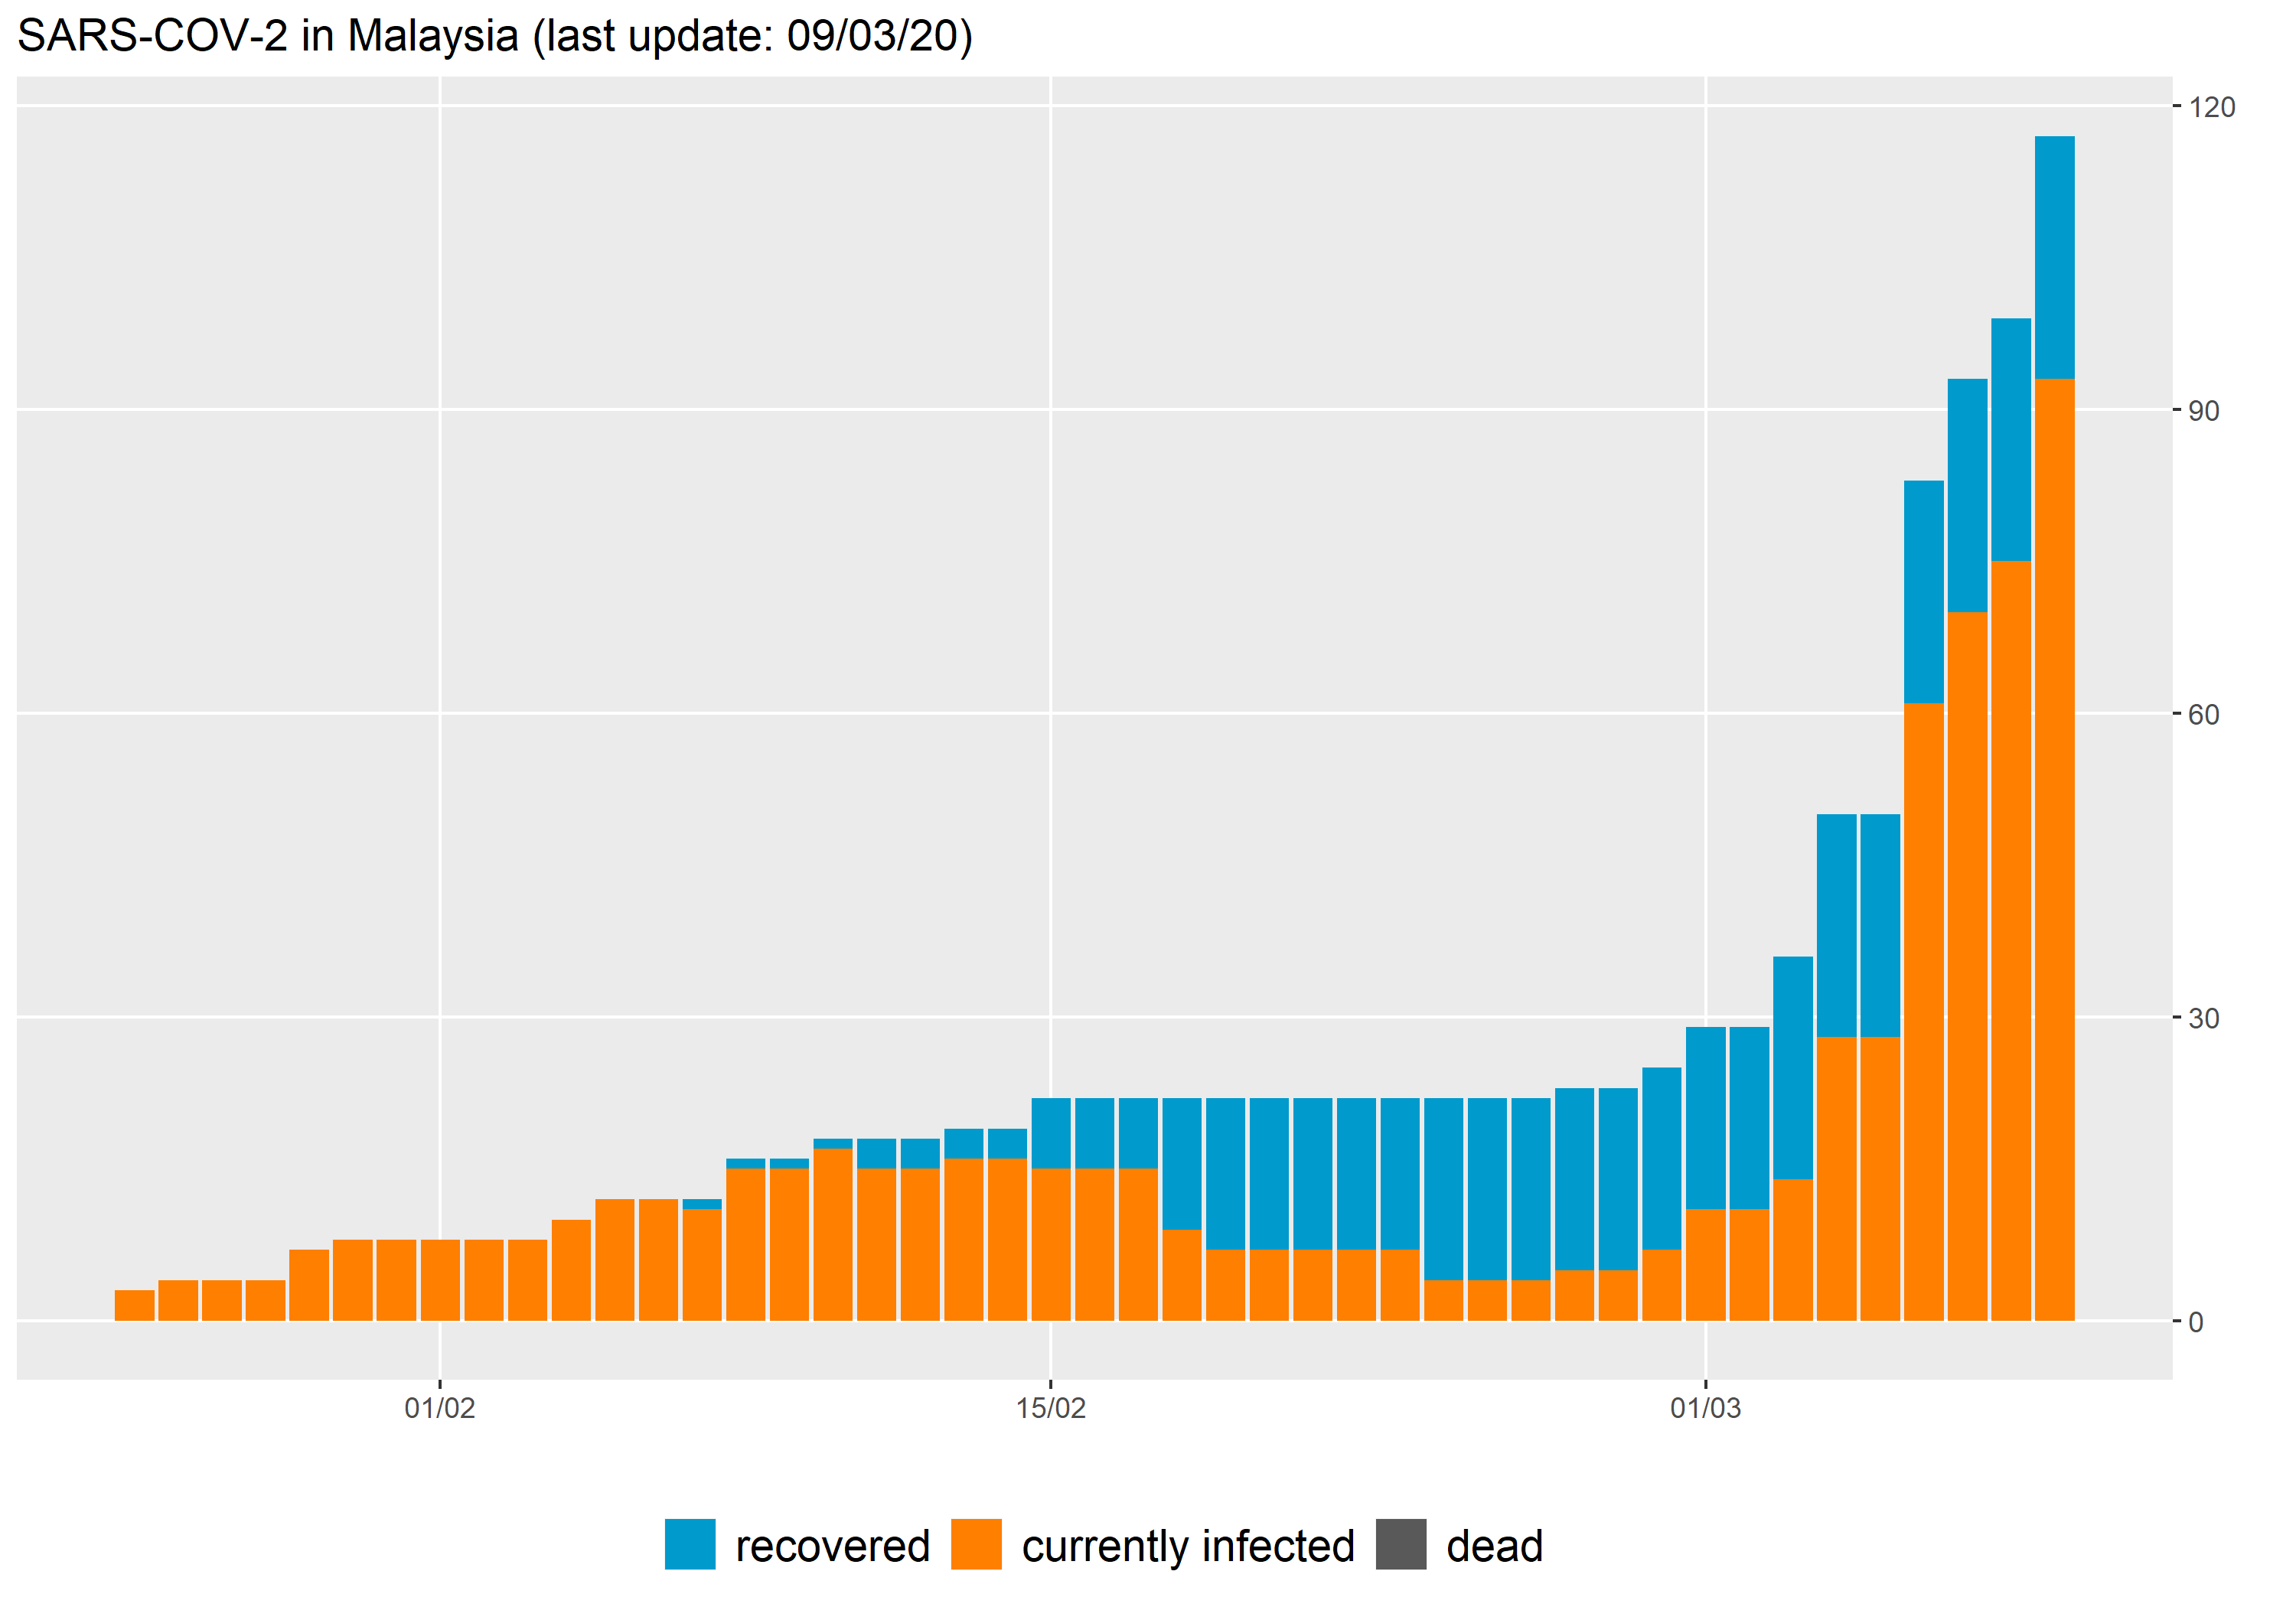 SARS-COV-2 in Malaysia (last update: 09/03/20)
120
90
60
30
0
01/02 15/02 01/03
recovered currently infected dead